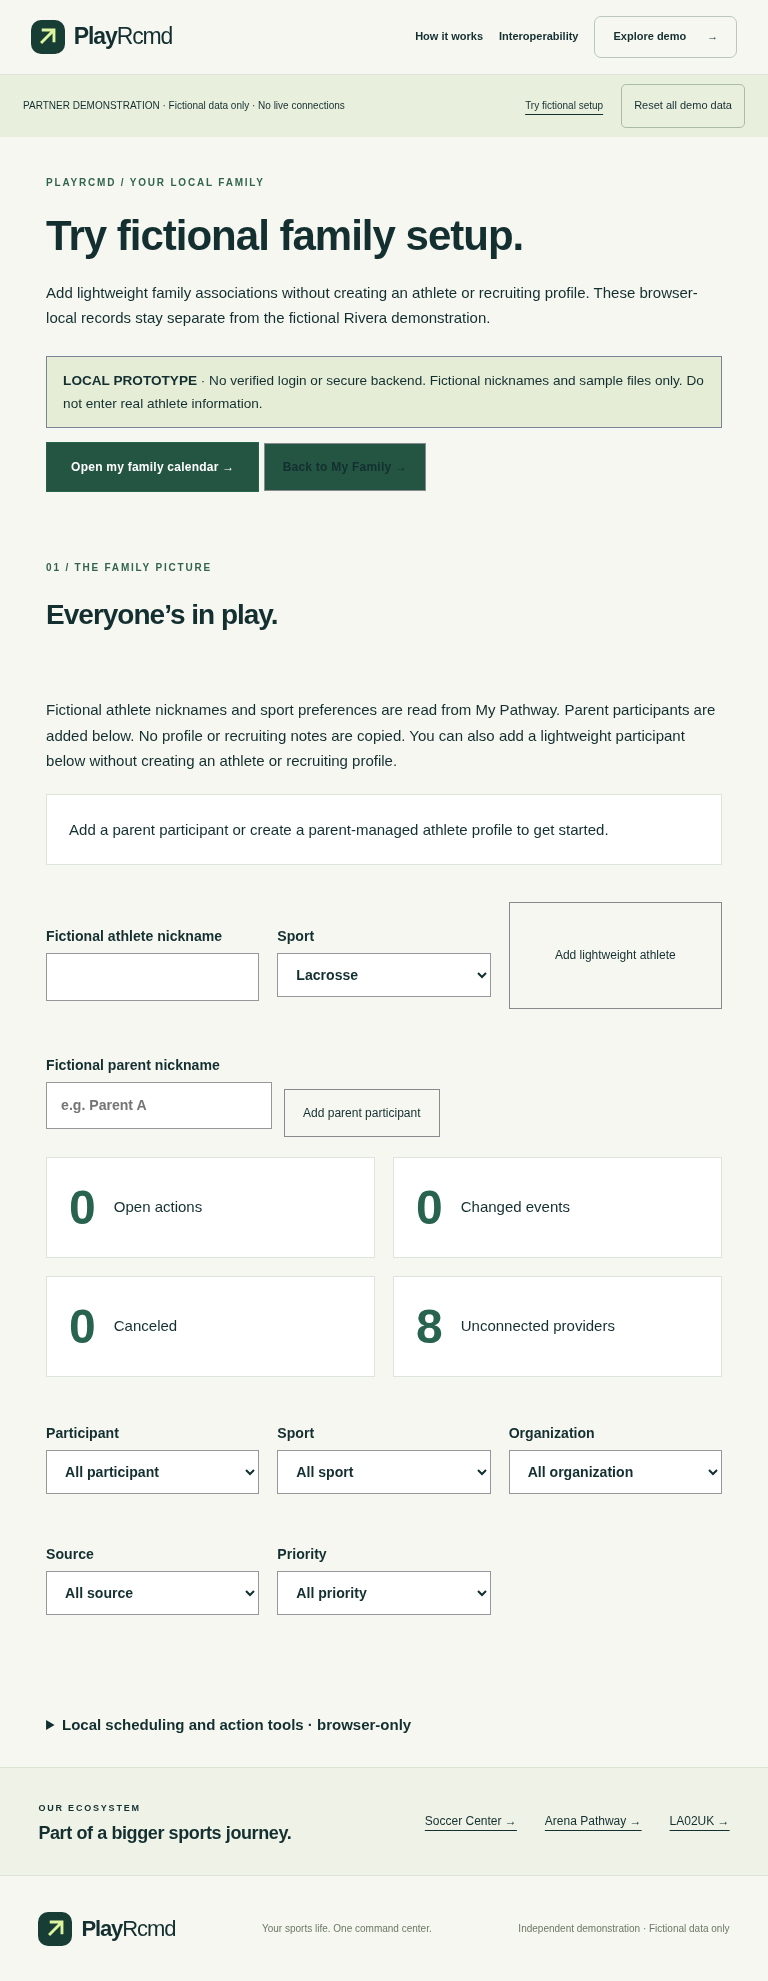 PlayRcmd
How it works Interoperability Explore demo →
PARTNER DEMONSTRATION · Fictional data only · No live connections Try fictional setup Reset all demo data
PLAYRCMD / YOUR LOCAL FAMILY
Try fictional family setup.
Add lightweight family associations without creating an athlete or recruiting profile. These browser-
local records stay separate from the fictional Rivera demonstration.
LOCAL PROTOTYPE · No verified login or secure backend. Fictional nicknames and sample files only. Do
not enter real athlete information.
Open my family calendar → Back to My Family →
01 / THE FAMILY PICTURE
Everyone’s in play.
Fictional athlete nicknames and sport preferences are read from My Pathway. Parent participants are
added below. No profile or recruiting notes are copied. You can also add a lightweight participant
below without creating an athlete or recruiting profile.
Add a parent participant or create a parent-managed athlete profile to get started.
Fictional athlete nickname Sport
Lacrosse Add lightweight athlete
Fictional parent nickname
e.g. Parent A Add parent participant
0 Open actions 0 Changed events
0 Canceled 8 Unconnected providers
Participant Sport Organization
All participant All sport All organization
Source Priority
All source All priority
Local scheduling and action tools · browser-only
OUR ECOSYSTEM
Part of a bigger sports journey.
Soccer Center → Arena Pathway → LA02UK →
PlayRcmd Your sports life. One command center. Independent demonstration · Fictional data only